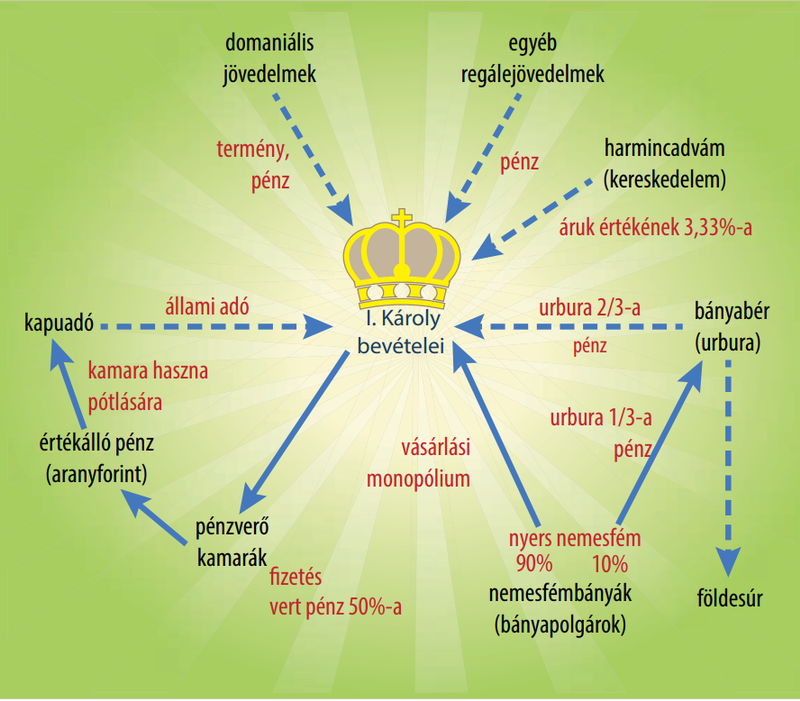 domaniális
jövedelmek
egyéb
regálejövedelmek
termény,
pénz
pénz
harmincadvám
(kereskedelem)
áruk értékének 3,33%-a
kapuadó
állami adó
I. Károly
bevételei
urbura 2/3-a
pénz
bányabér
(urbura)
kamara haszna
pótlására
értékálló pénz
(aranyforint)
vásárlási
monopólium
urbura 1/3-a
pénz
pénzverő
kamarák
fizetés
vert pénz 50%-a
nyers nemesfém
90% 10%
nemesfémbányák
(bányapolgárok)
földesúr